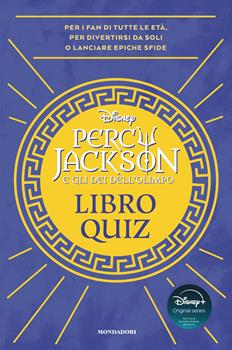 PER I FAN DI TUTTE LE ETÀ,
PER DIVERTIRSI DA SOLI
O LANCIARE EPICHE SFIDE
Disney
PERCY
JACKSON
E GLI DEI DELL'OLIMPO
LIBRO
QUIZ
Disney+
Original series
MONDADORI